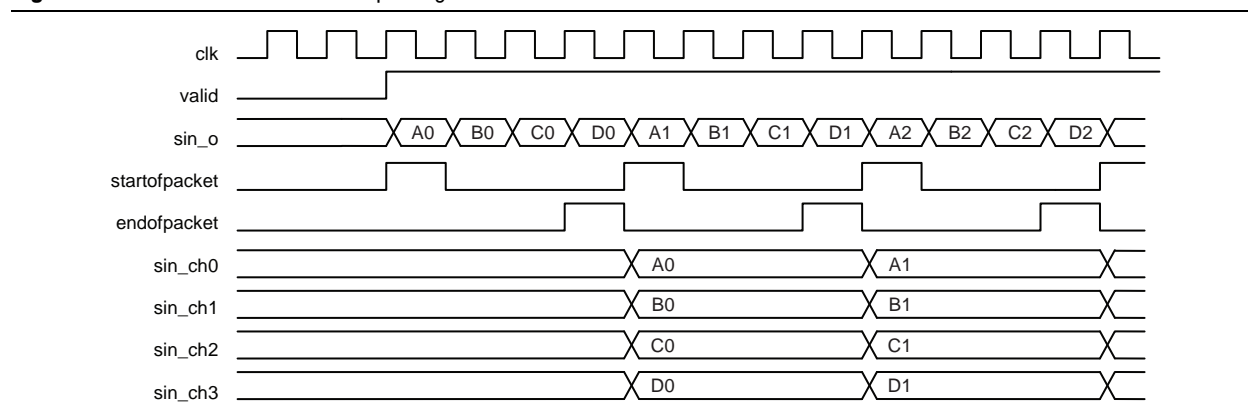 clk
valid
sin_o A0 B0 C0 D0 A1 B1 C1 D1 A2 B2 C2 D2
startofpacket
endofpacket
sin_ch0 A0 A1
sin_ch1 B0 B1
sin_ch2 C0 C1
sin_ch3 D0 D1